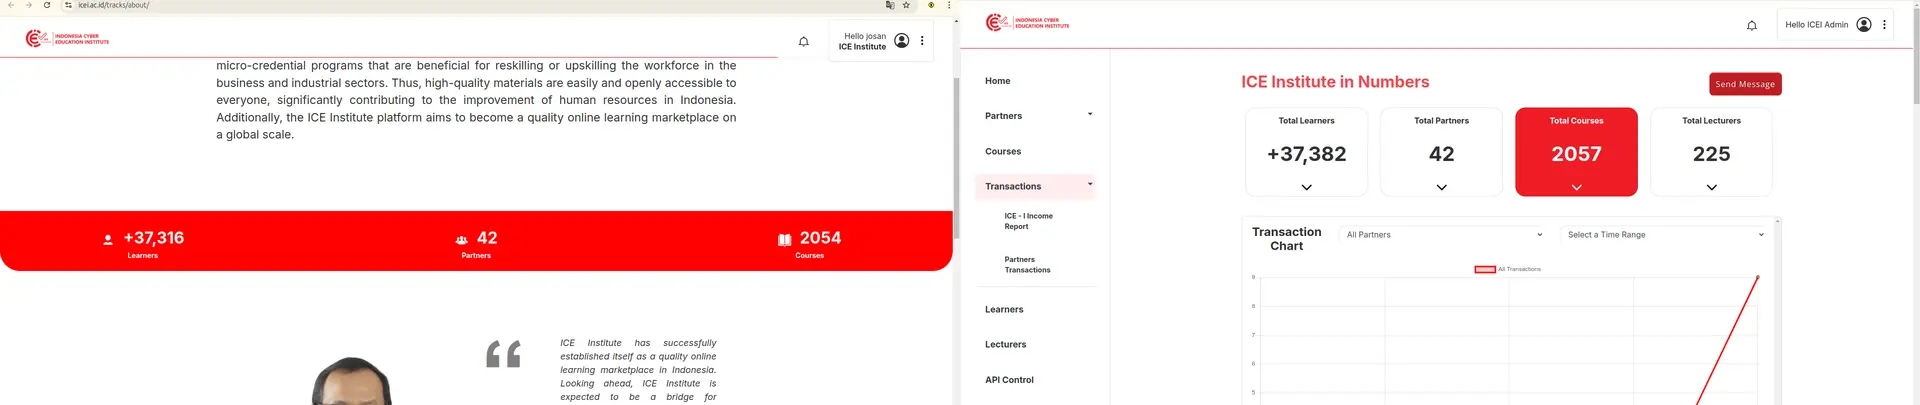 icei.ac.id/tracks/about/
INDONESIA CYBER
EDUCATION INSTITUTE
Hello josan
ICE Institute
micro-credential programs that are beneficial for reskilling or upskilling the workforce in the
business and industrial sectors. Thus, high-quality materials are easily and openly accessible to
everyone, significantly contributing to the improvement of human resources in Indonesia.
Additionally, the ICE Institute platform aims to become a quality online learning marketplace on
a global scale.
+37,316
Learners
42
Partners
2054
Courses
ICE Institute has successfully
established itself as a quality online
learning marketplace in Indonesia.
Looking ahead, ICE Institute is
expected to be a bridge for
INDONESIA CYBER
EDUCATION INSTITUTE
Hello ICEI Admin
Home
Partners
Courses
Transactions
ICE - I Income
Report
Partners
Transactions
Learners
Lecturers
API Control
ICE Institute in Numbers
Send Message
Total Learners
+37,382
Total Partners
42
Total Courses
2057
Total Lecturers
225
Transaction
Chart
All Partners
Select a Time Range
All Transactions
9
8
7
6
5